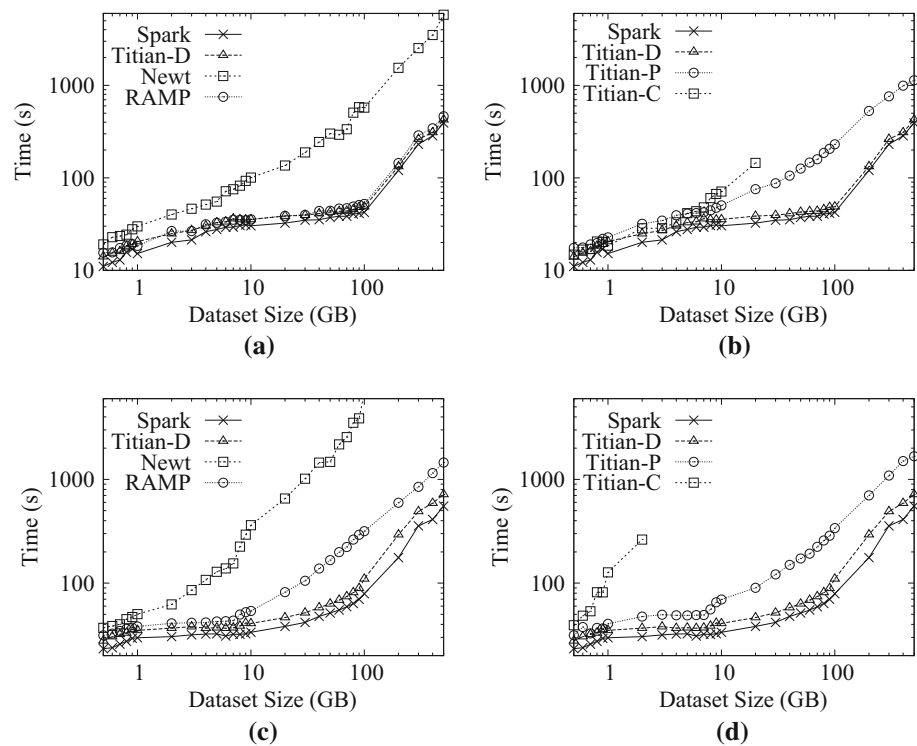 Spark
Titian-D
Newt
RAMP
Time (s)
1000
100
10
1 10 100
Dataset Size (GB)
(a)
Spark
Titian-D
Titian-P
Titian-C
Time (s)
1000
100
10
1 10 100
Dataset Size (GB)
(b)
Spark
Titian-D
Newt
RAMP
Time (s)
1000
100
1 10 100
Dataset Size (GB)
(c)
Spark
Titian-D
Titian-P
Titian-C
Time (s)
1000
100
1 10 100
Dataset Size (GB)
(d)